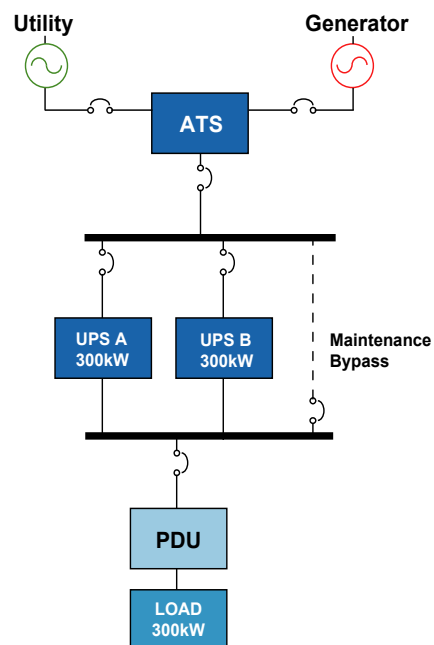 Utility
Generator
ATS
UPS A
300kW
UPS B
300kW
Maintenance
Bypass
PDU
LOAD
300kW